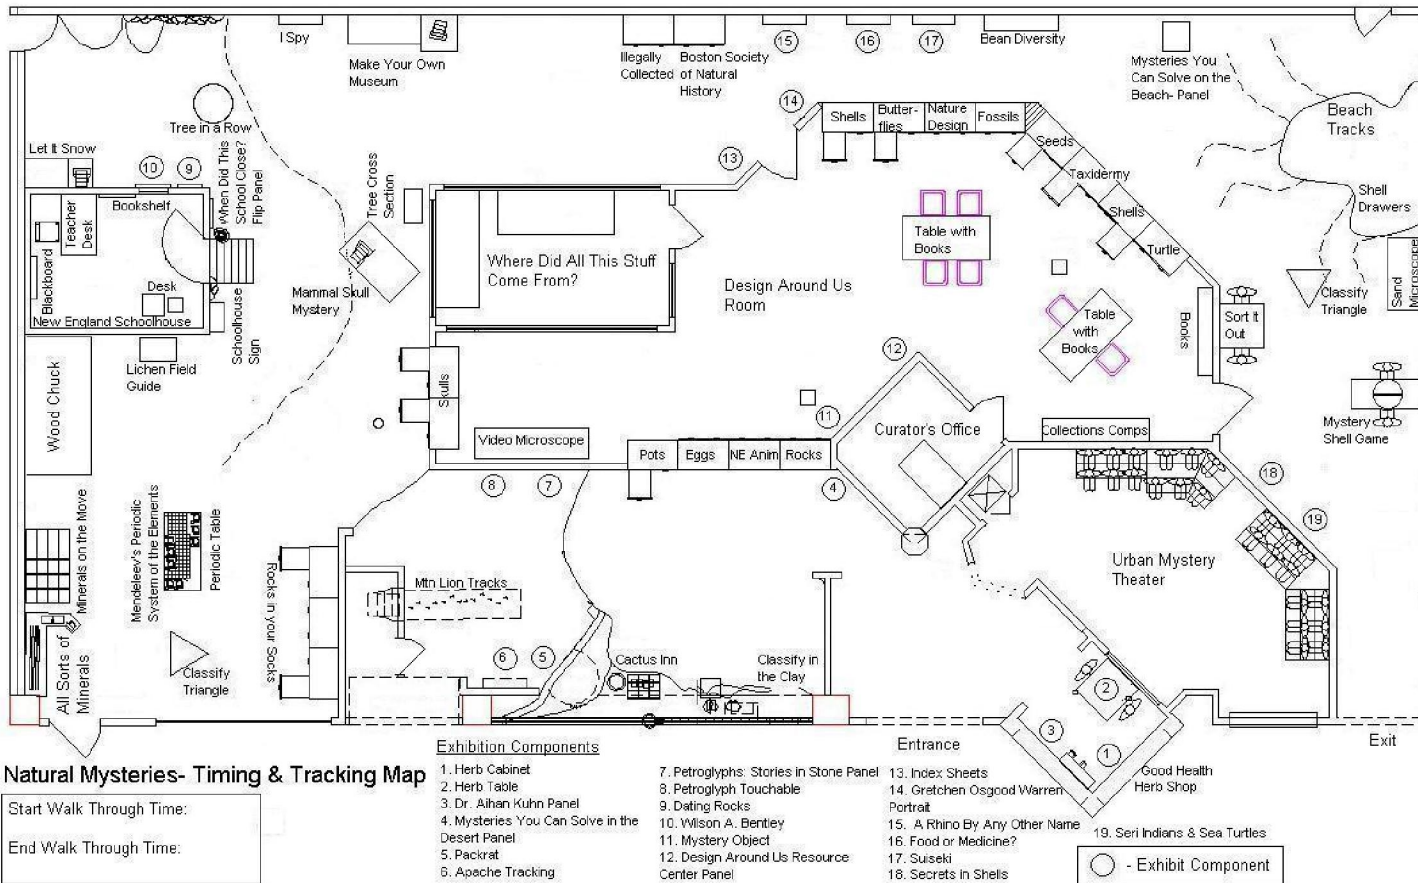 I Spy
Make Your Own
Museum
Illegally
Collected
Boston Society
of Natural
History
15
16
17
Bean Diversity
Mysteries You
Can Solve on the
Beach- Panel
Beach
Tracks
Shell
Drawers
Tree in a Row
Let It Snow
10
9
When Did This
School Close?
Flip Panel
Bookshelf
Teacher
Desk
Blackboard
Desk
New England Schoolhouse
Schoolhouse
Sign
Lichen Field
Guide
Wood Chuck
Mammal Skull
Mystery
Tree Cross
Section
13
14
Shells
Butter-
flies
Nature
Design
Fossils
Seeds
Taxidermy
Shells
Turtle
Where Did All This Stuff
Come From?
Design Around Us
Room
Table with
Books
Table
with
Books
Books
Sort It
Out
Classify
Triangle
Sand
Microscope
Mystery
Shell Game
Skulls
Video Microscope
8
7
Pots
Eggs
NE Anim
Rocks
11
12
4
Curator's Office
Collections Comps
18
19
Urban Mystery
Theater
Minerals on the Move
Mendeleev's Periodic
System of the Elements
Periodic Table
Rocks in your Socks
All Sorts of
Minerals
Classify
Triangle
Mtn Lion Tracks
6
5
Cactus Inn
Classify in
the Clay
2
3
1
Good Health
Herb Shop
Entrance
Exit
Natural Mysteries- Timing & Tracking Map
Start Walk Through Time:
End Walk Through Time:
Exhibition Components
1. Herb Cabinet
2. Herb Table
3. Dr. Aihan Kuhn Panel
4. Mysteries You Can Solve in the
Desert Panel
5. Packrat
6. Apache Tracking
7. Petroglyphs: Stories in Stone Panel
8. Petroglyph Touchable
9. Dating Rocks
10. Wilson A. Bentley
11. Mystery Object
12. Design Around Us Resource
Center Panel
13. Index Sheets
14. Gretchen Osgood Warren
Portrait
15. A Rhino By Any Other Name
16. Food or Medicine?
17. Suiseki
18. Secrets in Shells
19. Seri Indians & Sea Turtles
- Exhibit Component